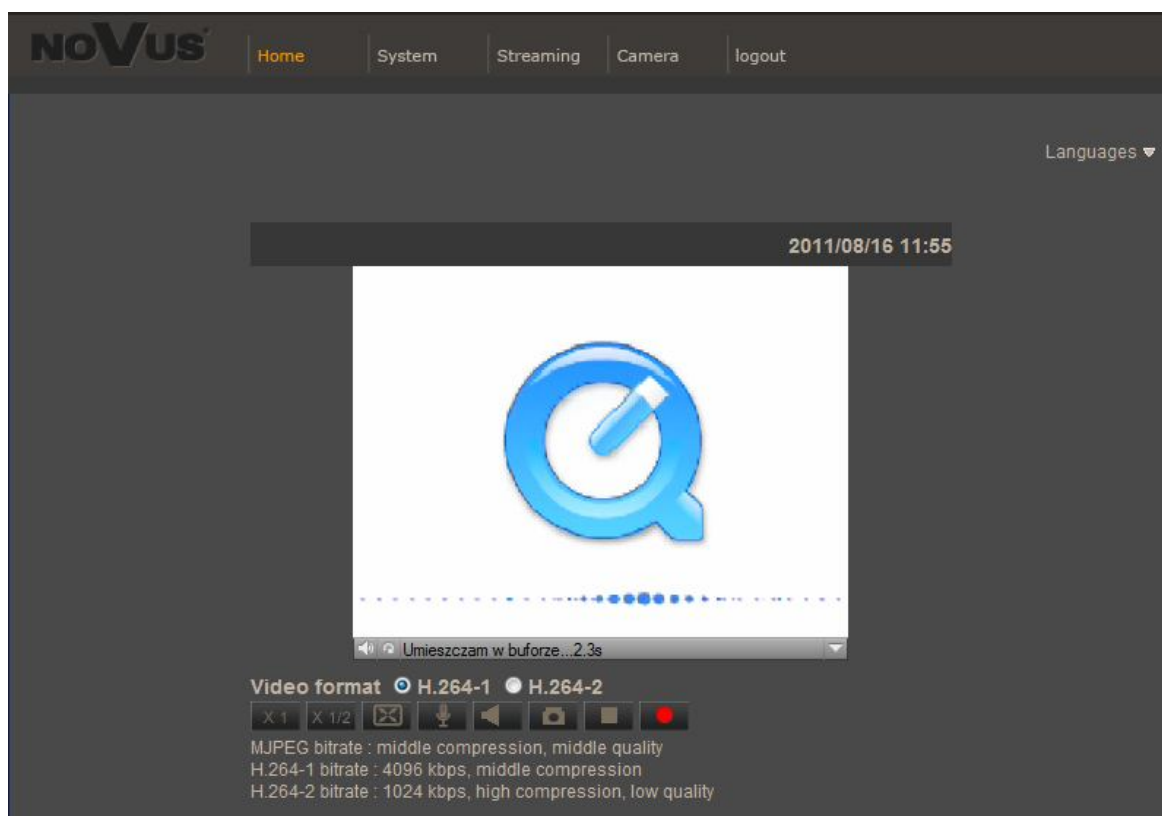 NOVUS
Home System Streaming Camera logout
Languages
2011/08/16 11:55
Umieszczam w buforze...2.3s
Video format H.264-1 H.264-2
X 1 X 1/2
MJPEG bitrate : middle compression, middle quality
H.264-1 bitrate : 4096 kbps, middle compression
H.264-2 bitrate : 1024 kbps, high compression, low quality